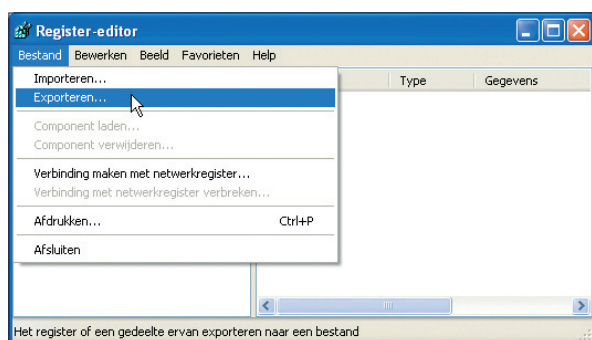 Register-editor
Bestand Bewerken Beeld Favorieten Help
Importeren...
Type Gegevens
Exporteren...
Component laden...
Component verwijderen...
Verbinding maken met netwerkregister...
Verbinding met netwerkregister verbreken...
Afdrukken... Ctrl+P
Afsluiten
Het register of een gedeelte ervan exporteren naar een bestand